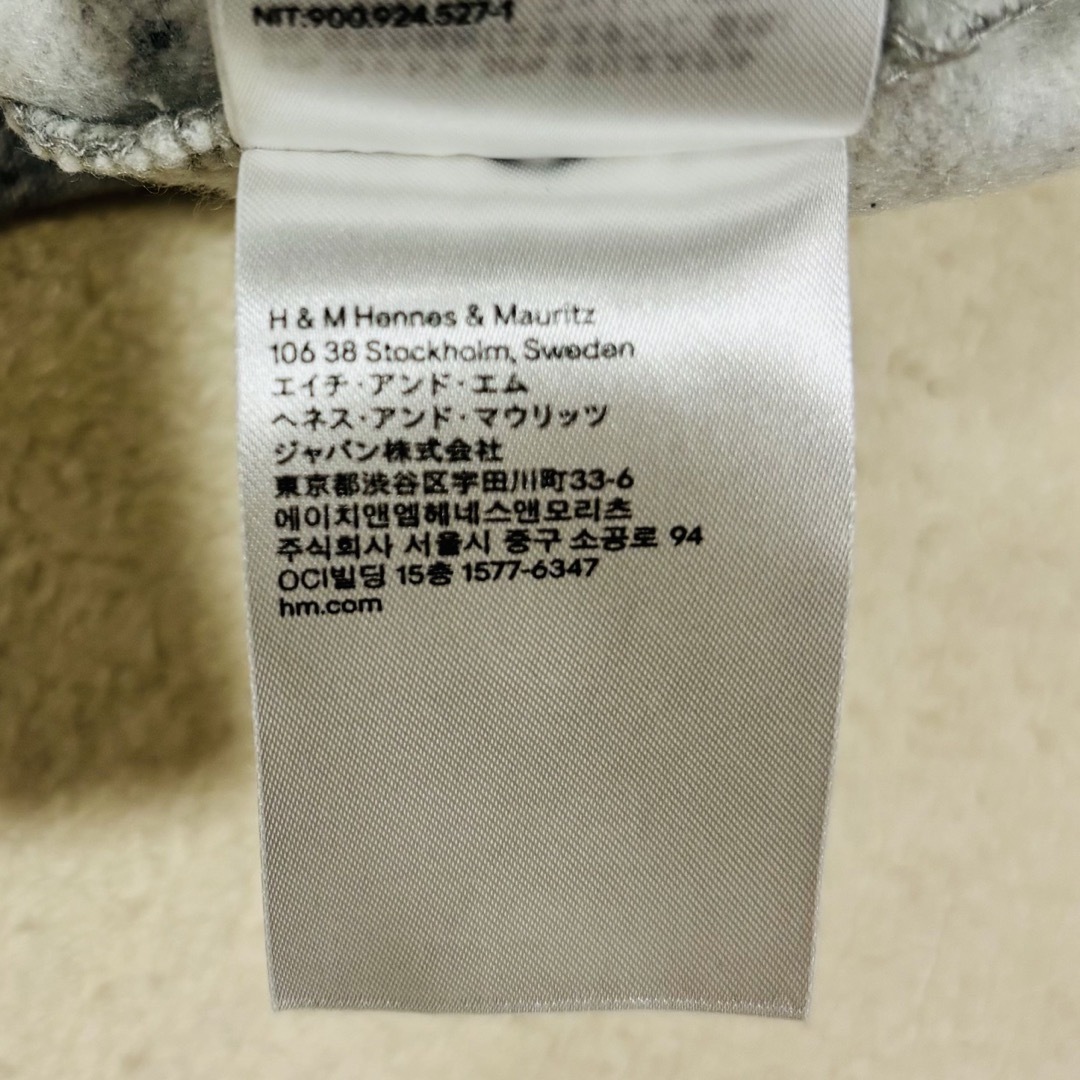 NIT:900.924.527-1
H & M Hennes & Mauritz
106 38 Stockholm, Sweden
エイチ・アンド・エム
ヘネス・アンド・マウリッツ
ジャパン株式会社
東京都渋谷区宇田川町33-6
에이치앤엠헤네스앤모리츠
주식회사 서울시 중구 소공로 94
OCI빌딩 15층 1577-6347
hm.com